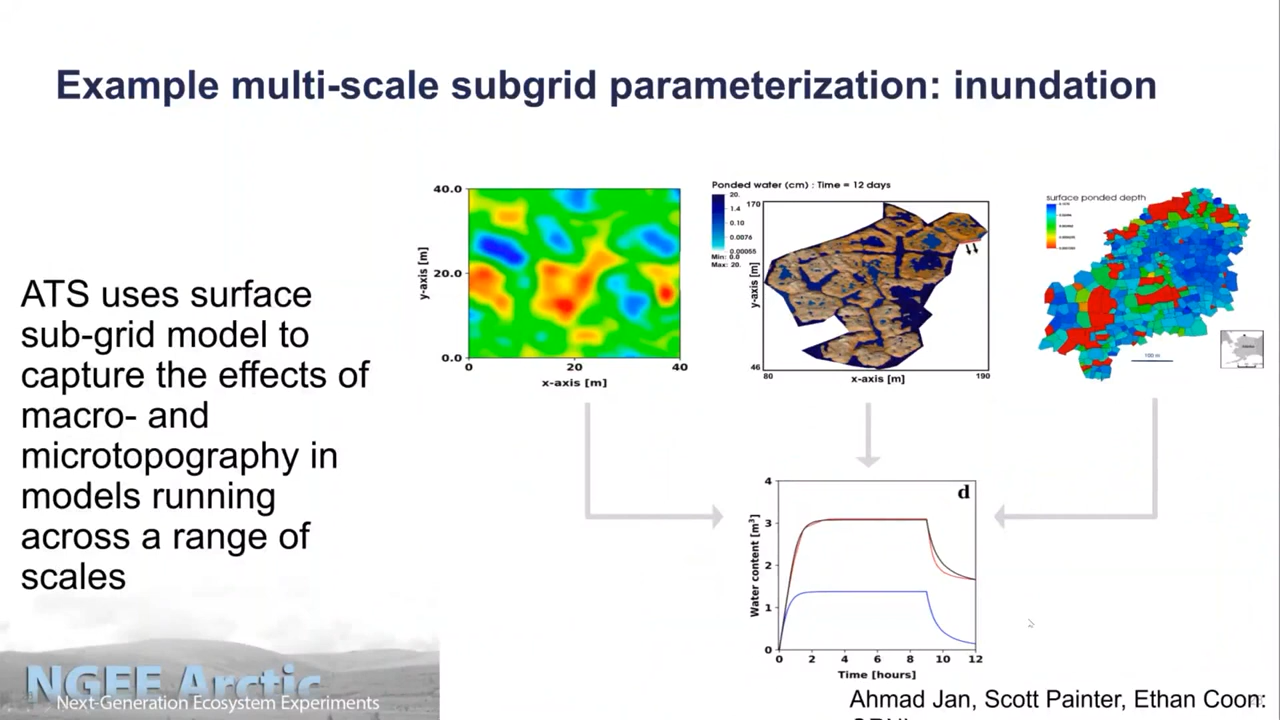 Example multi-scale subgrid parameterization: inundation
ATS uses surface
sub-grid model to
capture the effects of
macro- and
microtopography in
models running
across a range of
scales
40.0
20.0
0.0
y-axis [m]
0 20 40
x-axis [m]
Ponded water (cm) : Time = 12 days
20.
1.4
0.10
0.0076
0.00055
Min: 0.0
Max: 20.
170
y-axis [m]
46
80 190
x-axis [m]
surface ponded depth
100 m
d
4
3
2
1
0
Water content [m³]
0 2 4 6 8 10 12
Time [hours]
NGEE Arctic
Next-Generation Ecosystem Experiments
Ahmad Jan, Scott Painter, Ethan Coon: